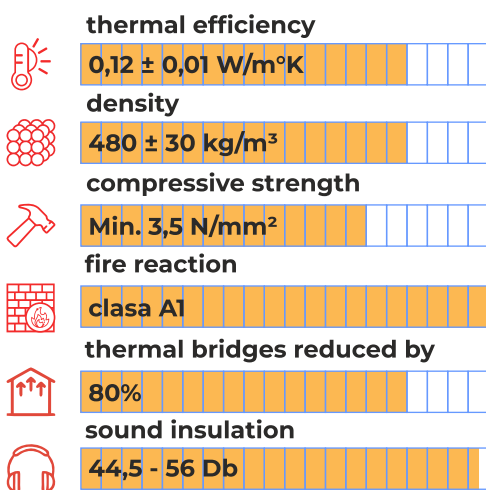 thermal efficiency
0,12 ± 0,01 W/m°K
density
480 ± 30 kg/m³
compressive strength
Min. 3,5 N/mm²
fire reaction
clasa A1
thermal bridges reduced by
80%
sound insulation
44,5 - 56 Db